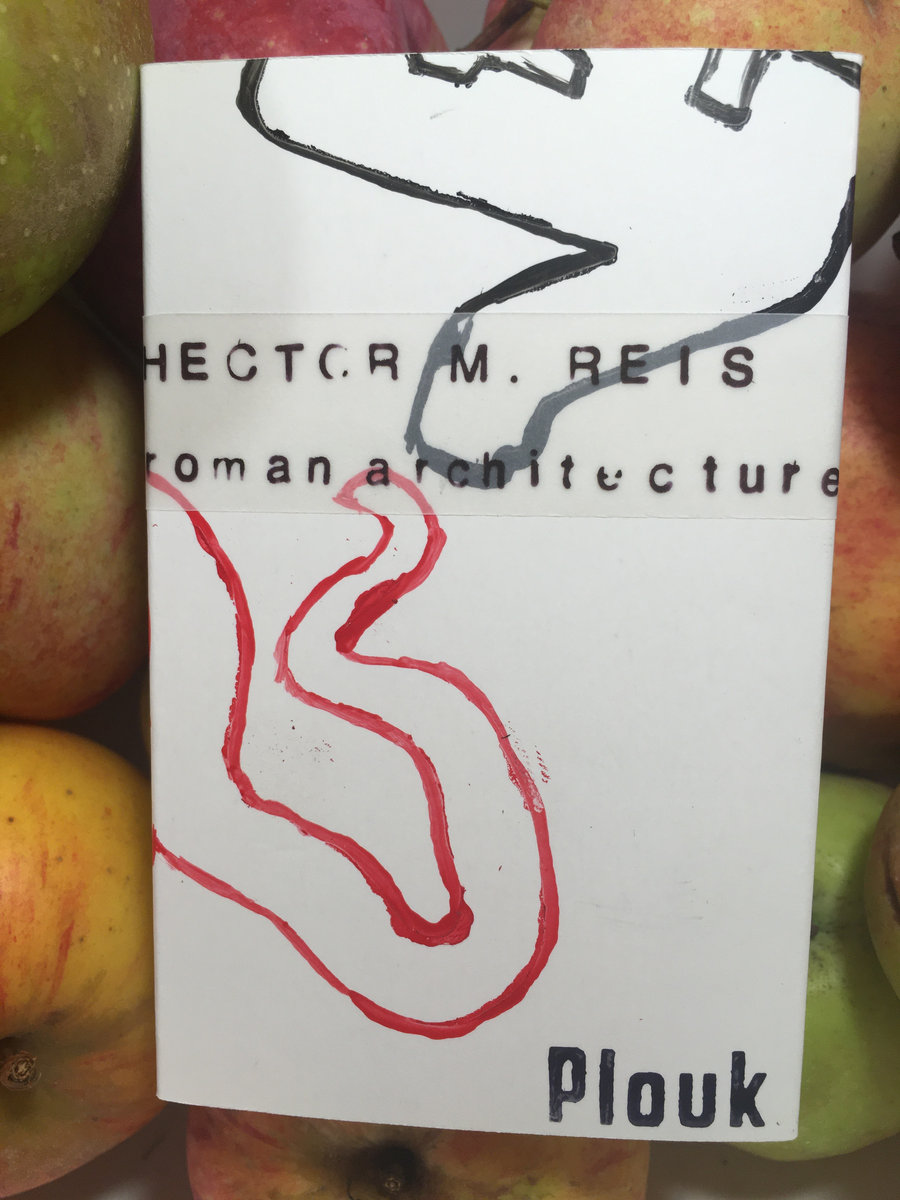 HECTOR M. REIS
roman architecture
Plouk